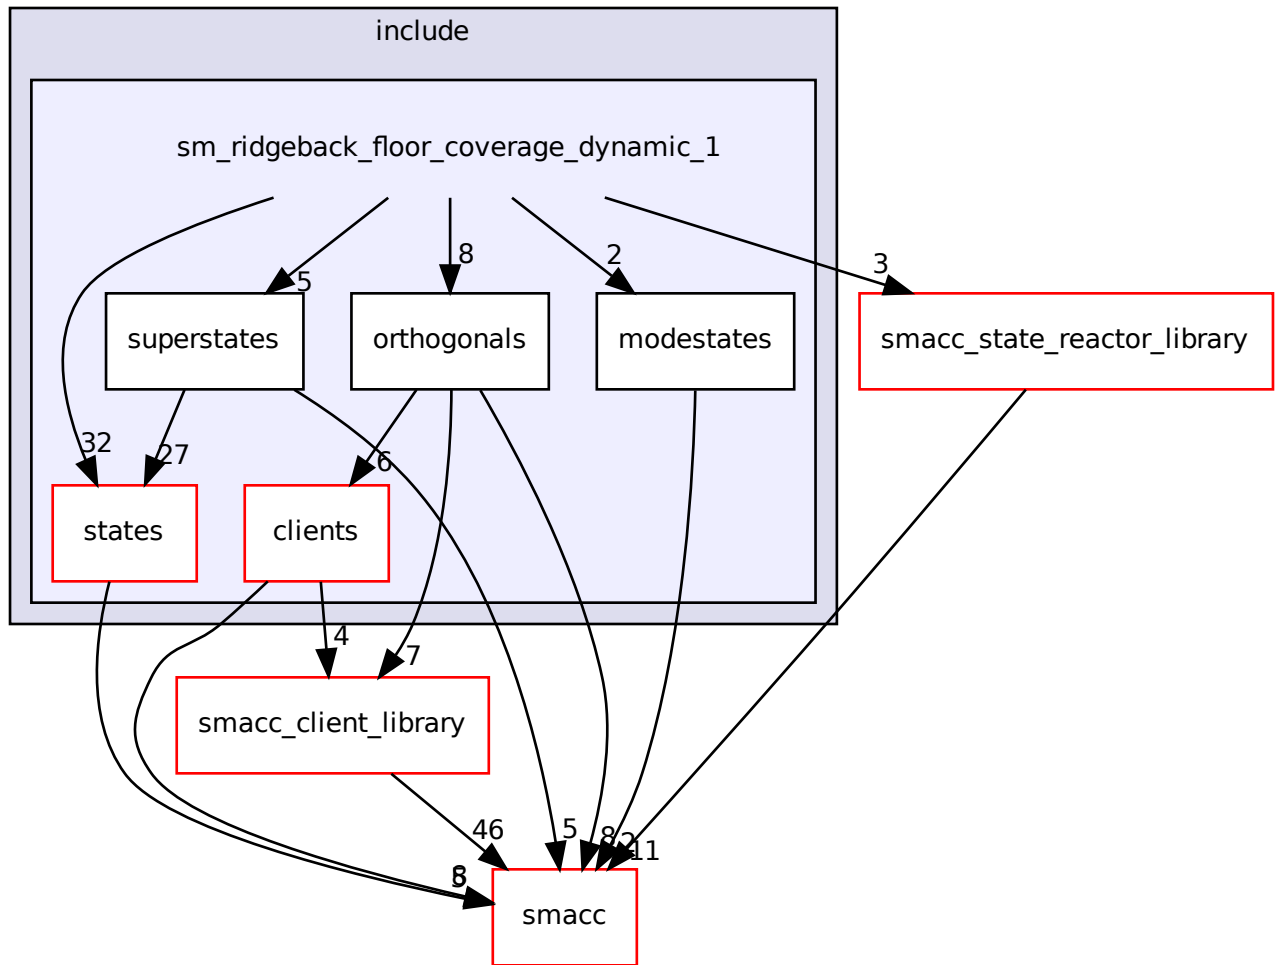 include
sm_ridgeback_floor_coverage_dynamic_1
5
8
2
3
superstates
orthogonals
modestates
smacc_state_reactor_library
32
27
6
states
clients
4
7
smacc_client_library
46
5
8
2
11
smacc